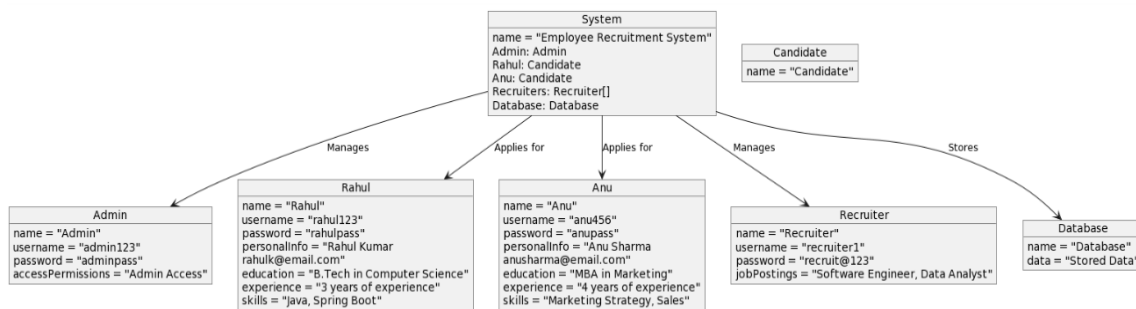 System
name = "Employee Recruitment System"
Admin: Admin
Rahul: Candidate
Anu: Candidate
Recruiters: Recruiter[]
Database: Database
Candidate
name = "Candidate"
Manages
Applies for
Applies for
Manages
Stores
Admin
name = "Admin"
username = "admin123"
password = "adminpass"
accessPermissions = "Admin Access"
Rahul
name = "Rahul"
username = "rahul123"
password = "rahulpass"
personalInfo = "Rahul Kumar
rahulk@email.com"
education = "B.Tech in Computer Science"
experience = "3 years of experience"
skills = "Java, Spring Boot"
Anu
name = "Anu"
username = "anu456"
password = "anupass"
personalInfo = "Anu Sharma
anusharma@email.com"
education = "MBA in Marketing"
experience = "4 years of experience"
skills = "Marketing Strategy, Sales"
Recruiter
name = "Recruiter"
username = "recruiter1"
password = "recruit@123"
jobPostings = "Software Engineer, Data Analyst"
Database
name = "Database"
data = "Stored Data"